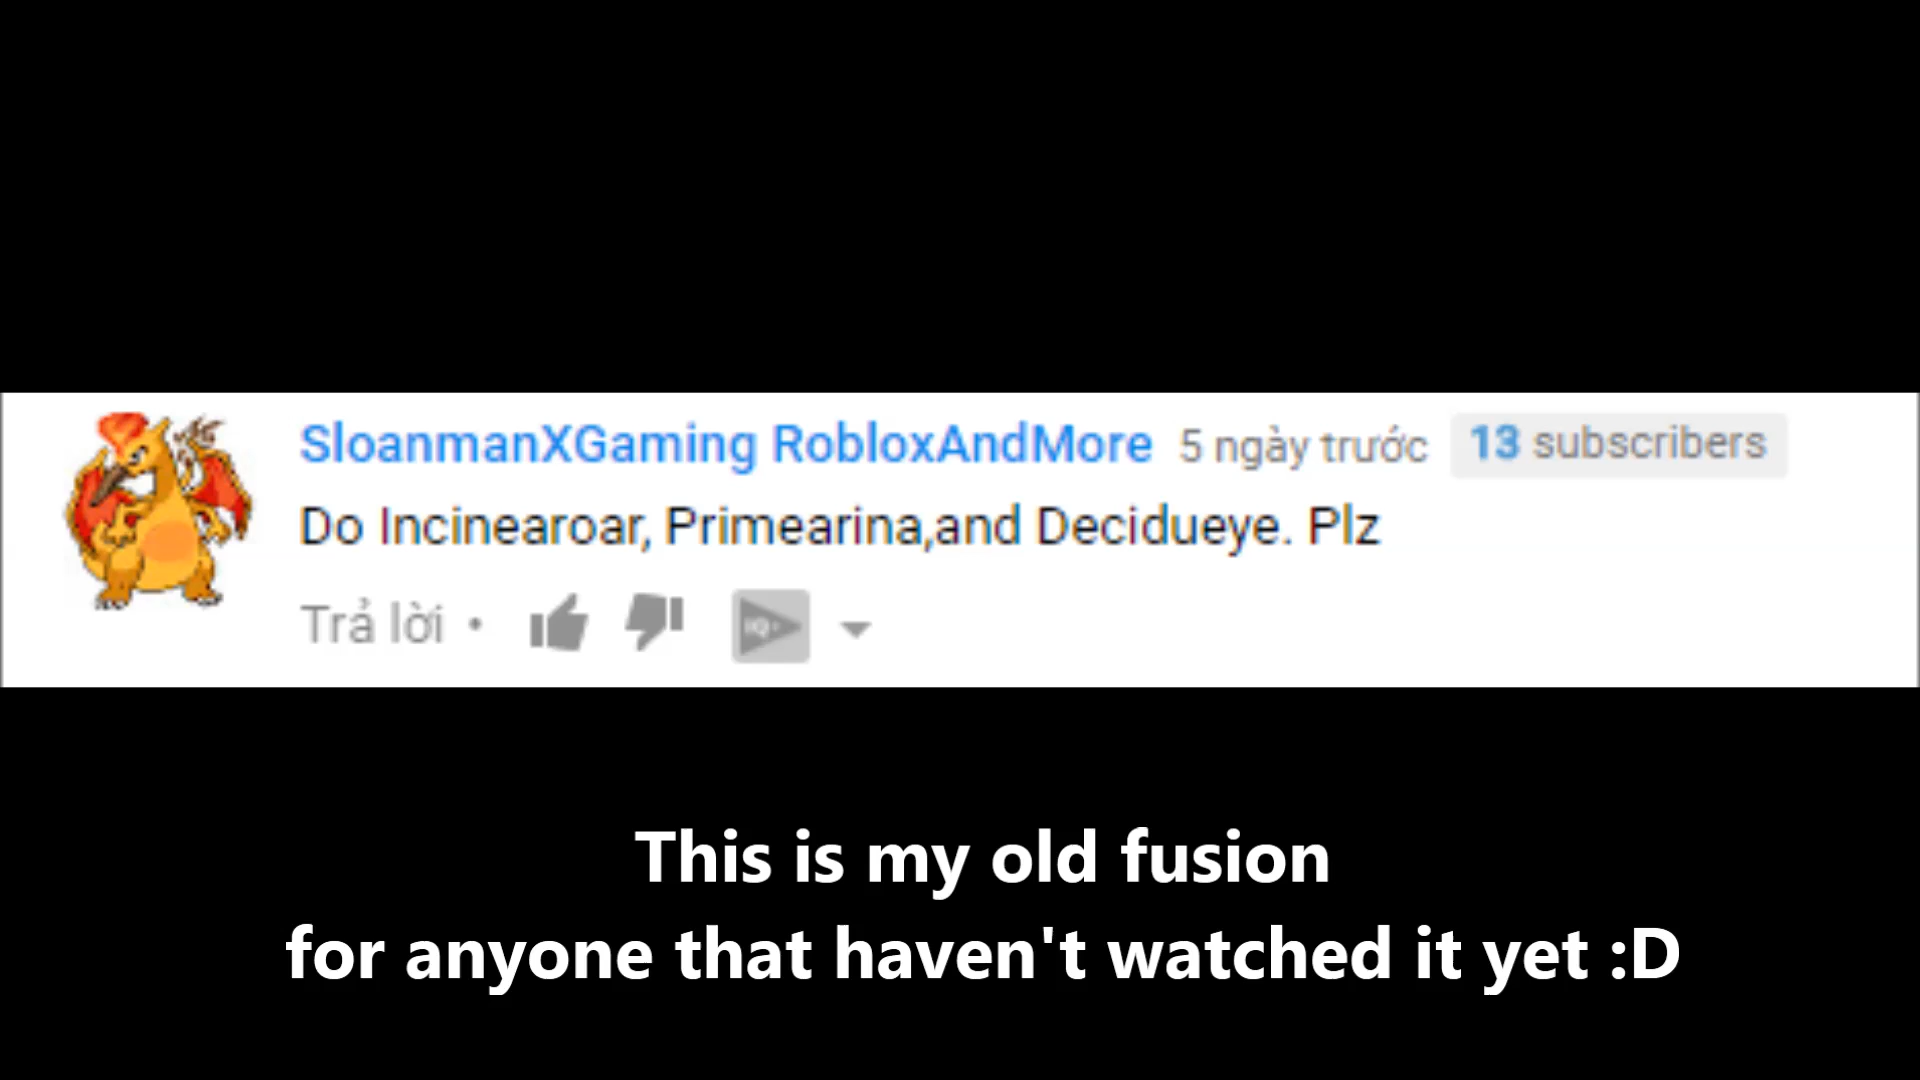 SloanmanXGaming RobloxAndMore 5 ngày trước 13 subscribers
Do Incinearoar, Primearina,and Decidueye. Plz
Trả lời •
IQ+
This is my old fusion
for anyone that haven't watched it yet :D